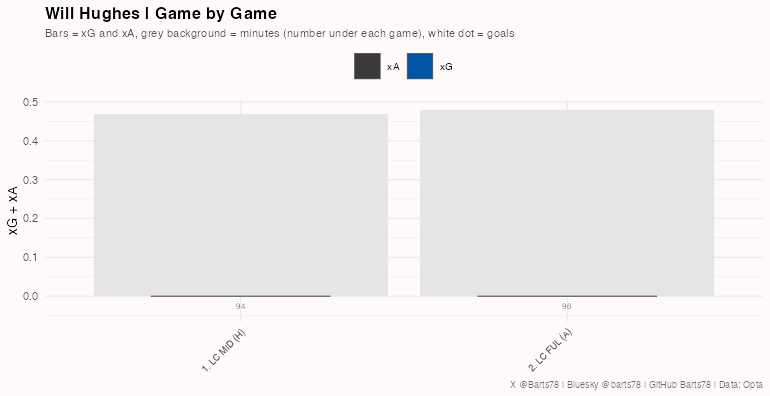 Will Hughes | Game by Game
Bars = xG and xA, grey background = minutes (number under each game), white dot = goals
xA xG
xG + xA
0.5
0.4
0.3
0.2
0.1
0.0
94 96
1. LC MID (H) 2. LC FUL (A)
X @Barts78 | Bluesky @barts78 | GitHub Barts78 | Data: Opta